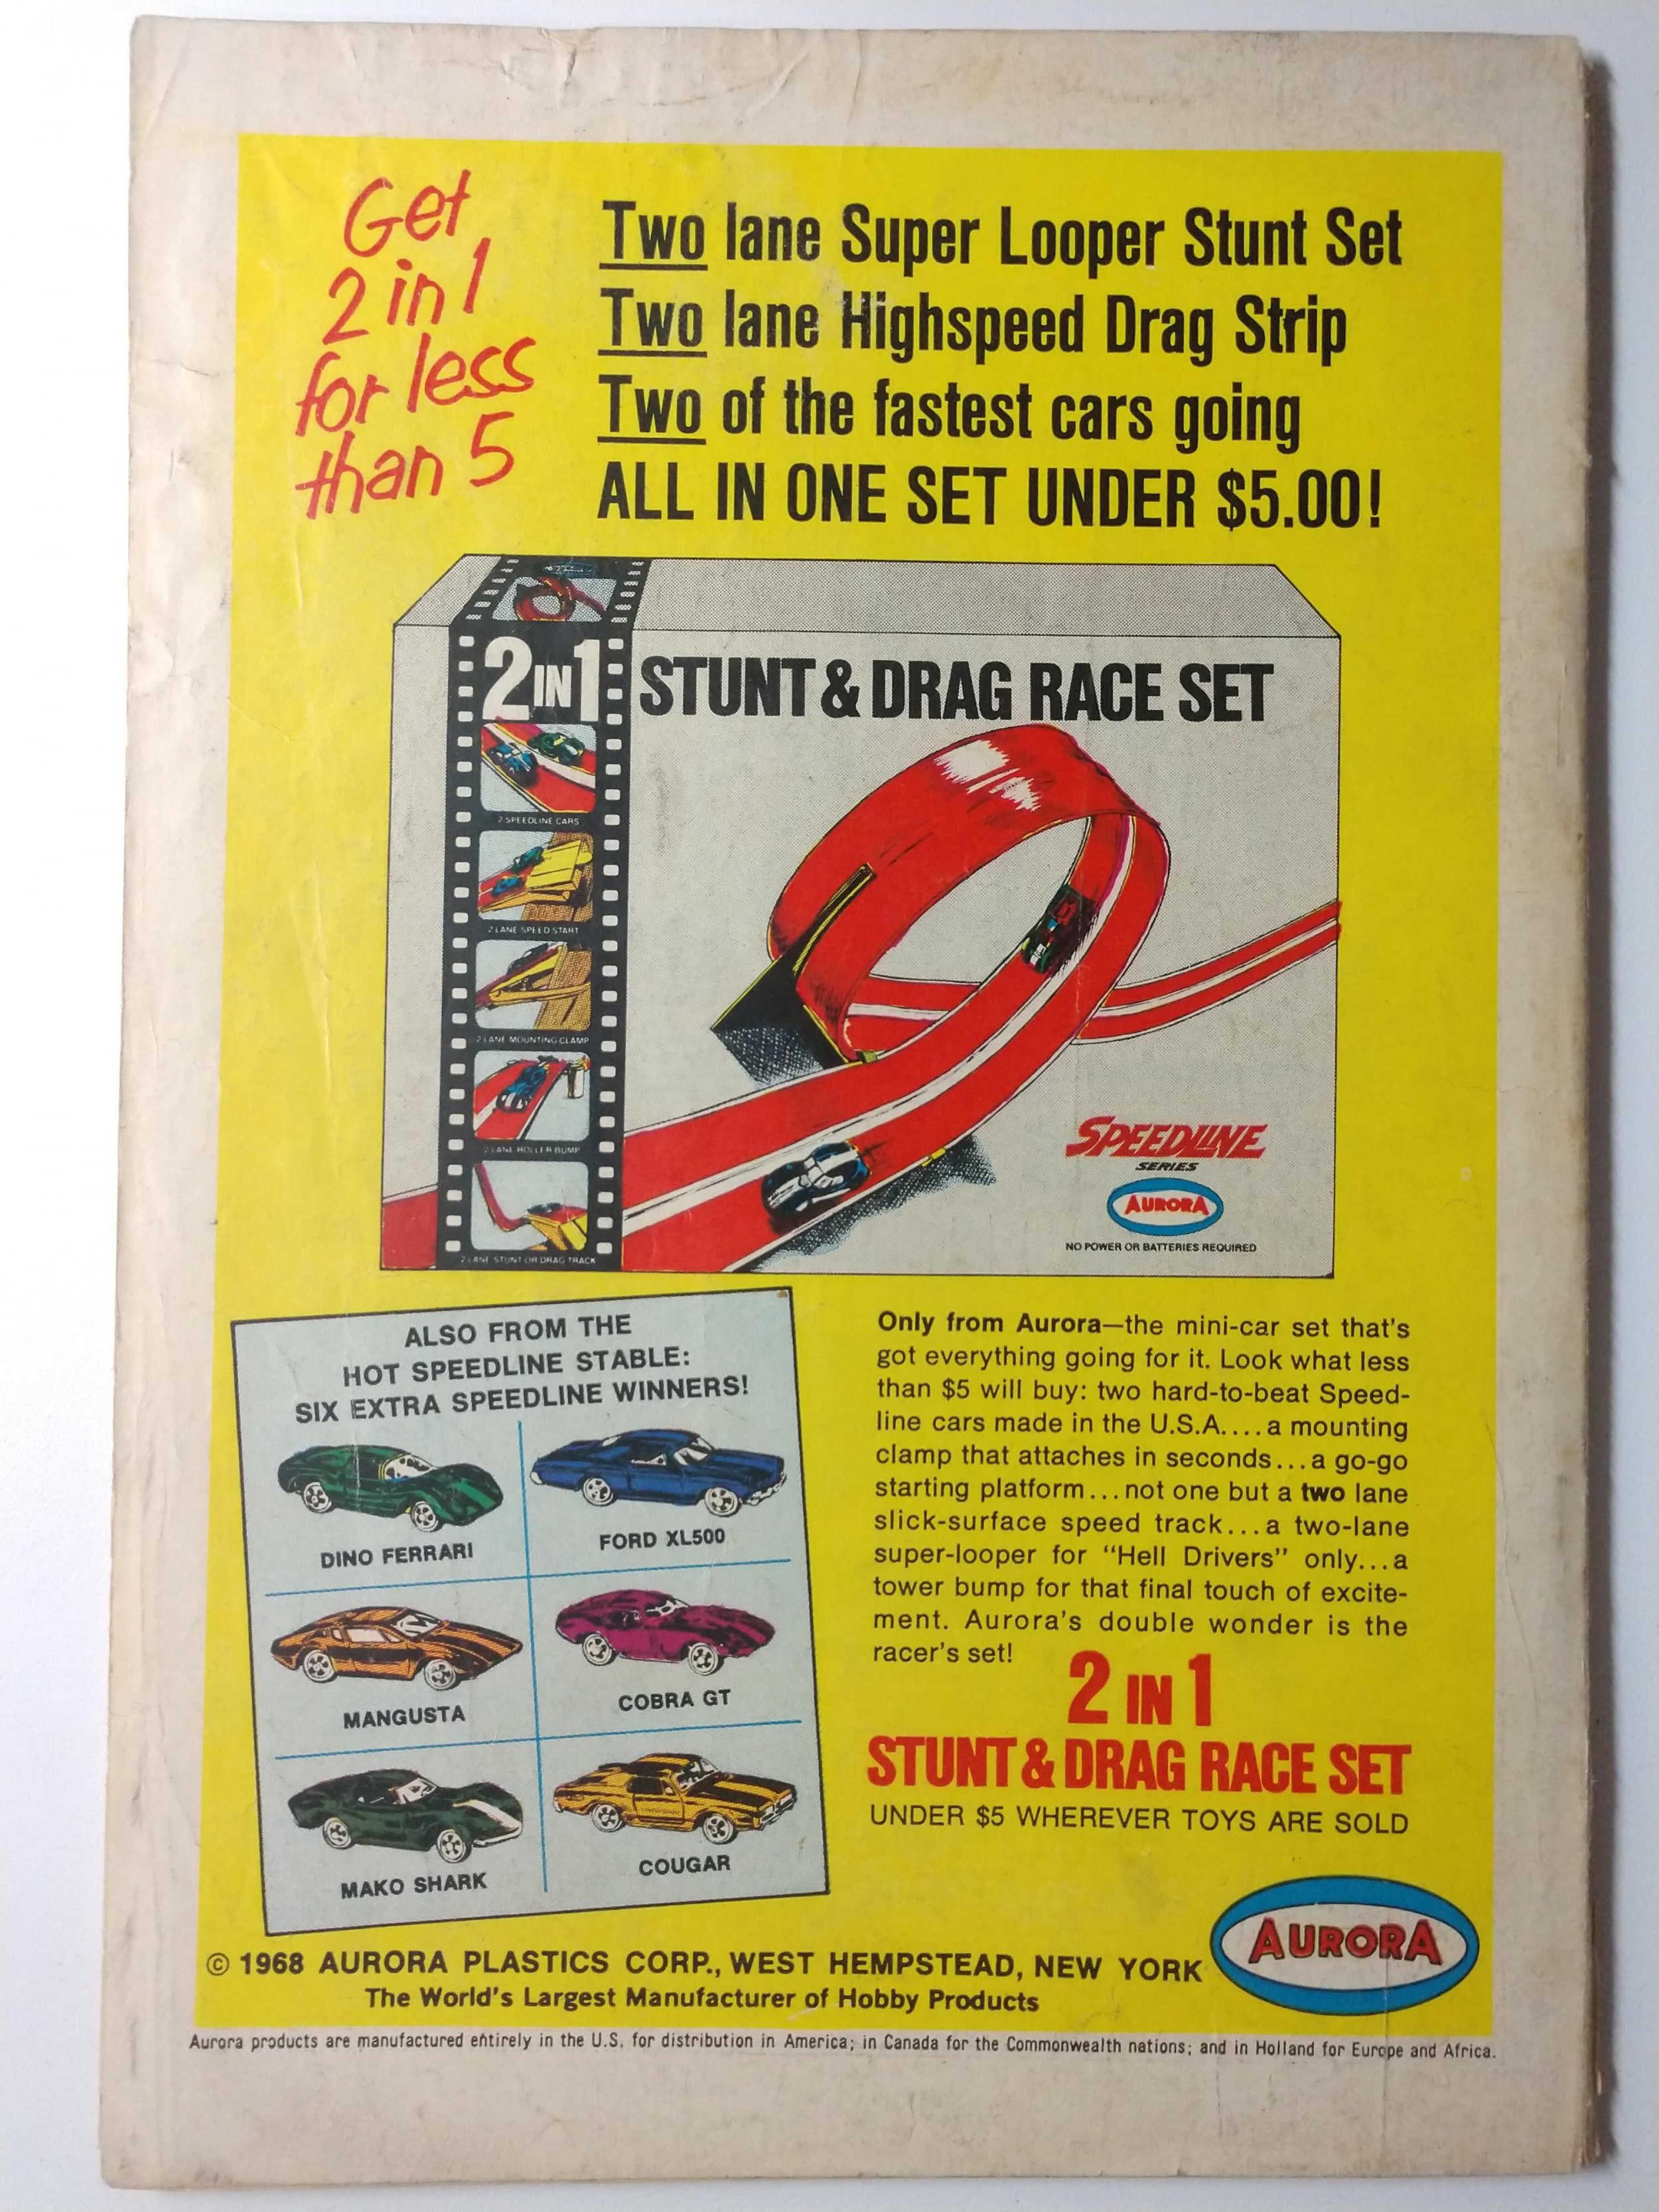 Get
2 in 1
for less
than 5
Two lane Super Looper Stunt Set
Two lane Highspeed Drag Strip
Two of the fastest cars going
ALL IN ONE SET UNDER $5.00!
2 IN 1
STUNT & DRAG RACE SET
2 SPEEDLINE CARS
2 LANE SPEED START
2 LANE MOUNTING CLAMP
2 LANE ROLLER BUMP
2 LANE STUNT OR DRAG TRACK
SPEEDLINE
SERIES
AURORA
NO POWER OR BATTERIES REQUIRED
ALSO FROM THE
HOT SPEEDLINE STABLE:
SIX EXTRA SPEEDLINE WINNERS!
DINO FERRARI
FORD XL500
MANGUSTA
COBRA GT
MAKO SHARK
COUGAR
Only from Aurora—the mini-car set that's
got everything going for it. Look what less
than $5 will buy: two hard-to-beat Speed-
line cars made in the U.S.A.... a mounting
clamp that attaches in seconds...a go-go
starting platform...not one but a two lane
slick-surface speed track...a two-lane
super-looper for "Hell Drivers" only...a
tower bump for that final touch of excite-
ment. Aurora's double wonder is the
racer's set!
2 IN 1
STUNT & DRAG RACE SET
UNDER $5 WHEREVER TOYS ARE SOLD
© 1968 AURORA PLASTICS CORP., WEST HEMPSTEAD, NEW YORK
The World's Largest Manufacturer of Hobby Products
AURORA
Aurora products are manufactured entirely in the U.S. for distribution in America; in Canada for the Commonwealth nations; and in Holland for Europe and Africa.